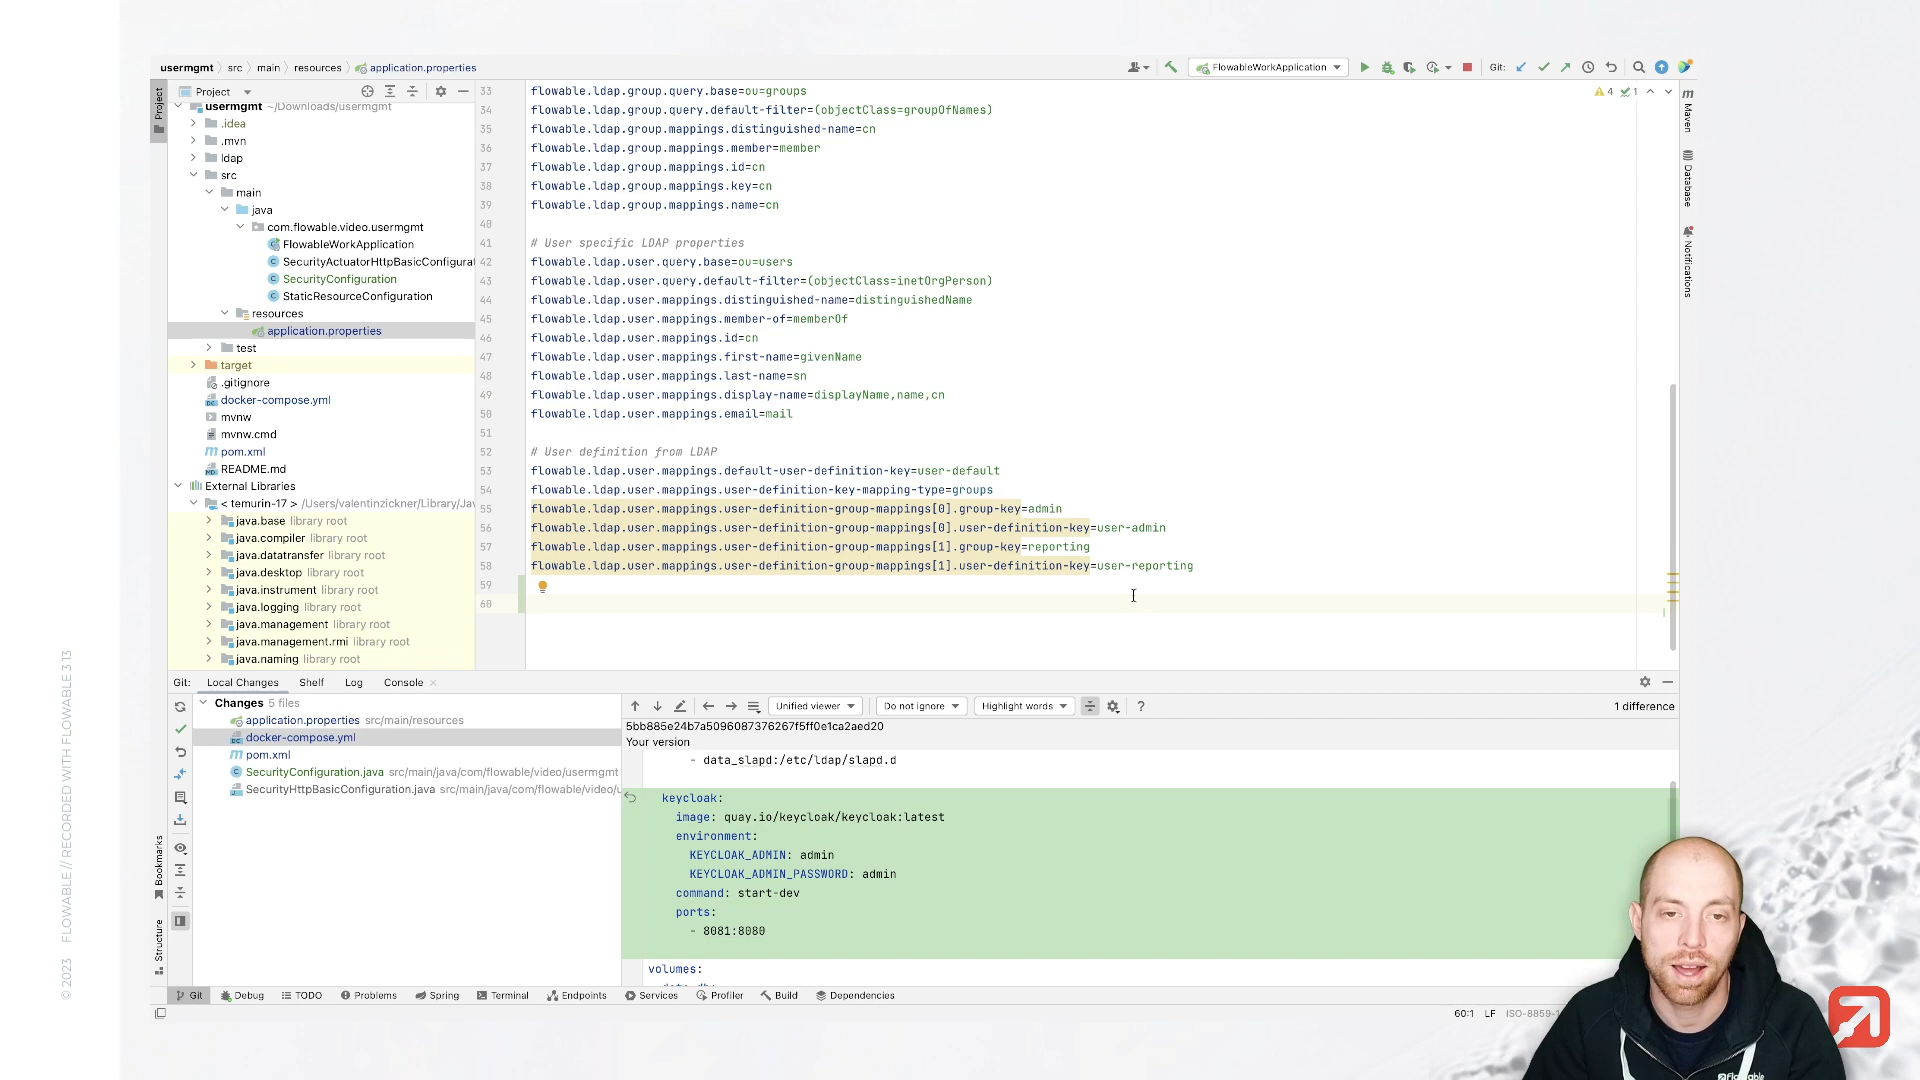 usermgmt src main resources application.properties
FlowableWorkApplication
Git:
Project
Project
usermgmt ~/Downloads/usermgmt
.idea
.mvn
ldap
src
main
java
com.flowable.video.usermgmt
FlowableWorkApplication
SecurityActuatorHttpBasicConfigurat
SecurityConfiguration
StaticResourceConfiguration
resources
application.properties
test
target
.gitignore
docker-compose.yml
mvnw
mvnw.cmd
pom.xml
README.md
External Libraries
< temurin-17 > /Users/valentinzickner/Library/Jav
java.base library root
java.compiler library root
java.datatransfer library root
java.desktop library root
java.instrument library root
java.logging library root
java.management library root
java.management.rmi library root
java.naming library root
4 1
33 flowable.ldap.group.query.base=ou=groups
34 flowable.ldap.group.query.default-filter=(objectClass=groupOfNames)
35 flowable.ldap.group.mappings.distinguished-name=cn
36 flowable.ldap.group.mappings.member=member
37 flowable.ldap.group.mappings.id=cn
38 flowable.ldap.group.mappings.key=cn
39 flowable.ldap.group.mappings.name=cn
40
41 # User specific LDAP properties
42 flowable.ldap.user.query.base=ou=users
43 flowable.ldap.user.query.default-filter=(objectClass=inetOrgPerson)
44 flowable.ldap.user.mappings.distinguished-name=distinguishedName
45 flowable.ldap.user.mappings.member-of=memberOf
46 flowable.ldap.user.mappings.id=cn
47 flowable.ldap.user.mappings.first-name=givenName
48 flowable.ldap.user.mappings.last-name=sn
49 flowable.ldap.user.mappings.display-name=displayName,name,cn
50 flowable.ldap.user.mappings.email=mail
51
52 # User definition from LDAP
53 flowable.ldap.user.mappings.default-user-definition-key=user-default
54 flowable.ldap.user.mappings.user-definition-key-mapping-type=groups
55 flowable.ldap.user.mappings.user-definition-group-mappings[0].group-key=admin
56 flowable.ldap.user.mappings.user-definition-group-mappings[0].user-definition-key=user-admin
57 flowable.ldap.user.mappings.user-definition-group-mappings[1].group-key=reporting
58 flowable.ldap.user.mappings.user-definition-group-mappings[1].user-definition-key=user-reporting
59
60
m Maven
Database
Notifications
Git: Local Changes Shelf Log Console
Changes 5 files
application.properties src/main/resources
docker-compose.yml
pom.xml
SecurityConfiguration.java src/main/java/com/flowable/video/usermgmt
SecurityHttpBasicConfiguration.java src/main/java/com/flowable/video/u
Unified viewer Do not ignore Highlight words ? 1 difference
5bb885e24b7a5096087376267f5ff0e1ca2aed20
Your version
- data_slapd:/etc/ldap/slapd.d
keycloak:
image: quay.io/keycloak/keycloak:latest
environment:
KEYCLOAK_ADMIN: admin
KEYCLOAK_ADMIN_PASSWORD: admin
command: start-dev
ports:
- 8081:8080
volumes:
Bookmarks
Structure
Git Debug TODO Problems Spring Terminal Endpoints Services Profiler Build Dependencies
60:1 LF ISO-8859-1
© 2023 FLOWABLE // RECORDED WITH FLOWABLE 3.13